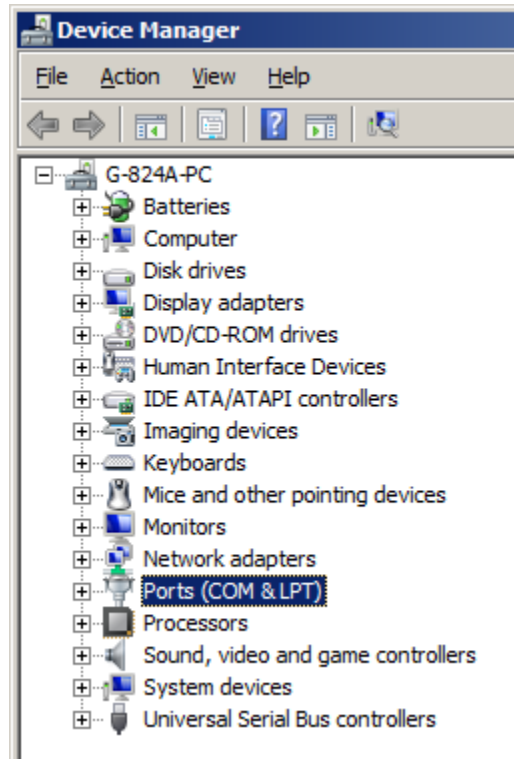 Device Manager
File Action View Help
G-824A-PC
Batteries
Computer
Disk drives
Display adapters
DVD/CD-ROM drives
Human Interface Devices
IDE ATA/ATAPI controllers
Imaging devices
Keyboards
Mice and other pointing devices
Monitors
Network adapters
Ports (COM & LPT)
Processors
Sound, video and game controllers
System devices
Universal Serial Bus controllers